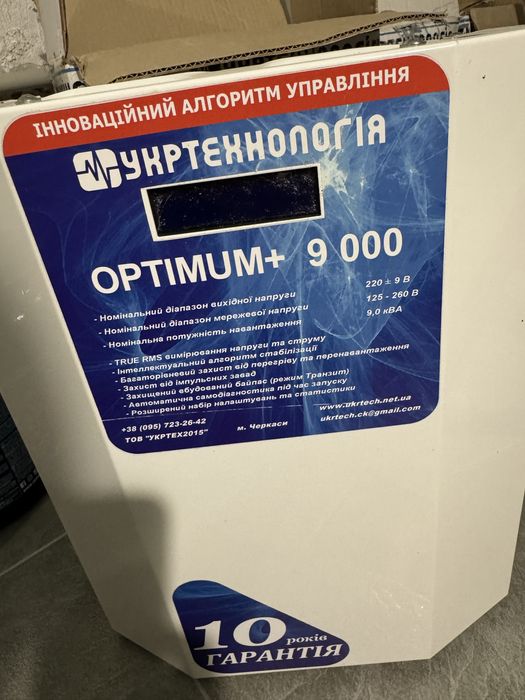 ІННОВАЦІЙНИЙ АЛГОРИТМ УПРАВЛІННЯ
УКРТЕХНОЛОГІЯ
OPTIMUM+ 9 000
- Номінальний діапазон вихідної напруги 220 ± 9 В
- Номінальний діапазон мережевої напруги 125 - 260 В
- Номінальна потужність навантаження 9,0 кВА
- TRUE RMS вимірювання напруги та струму
- Інтелектуальний алгоритм стабілізації
- Багаторівневий захист від перегріву та перенавантаження
- Захист від імпульсних завад
- Захищений вбудований байпас (режим Транзит)
- Автоматична самодіагностика під час запуску
- Розширений набір налаштувань та статистики
www.ukrtech.net.ua
+38 (095) 723-26-42 ukrtech.ck@gmail.com
ТОВ "УКРТЕХ2015" м. Черкаси
10 років
ГАРАНТІЯ